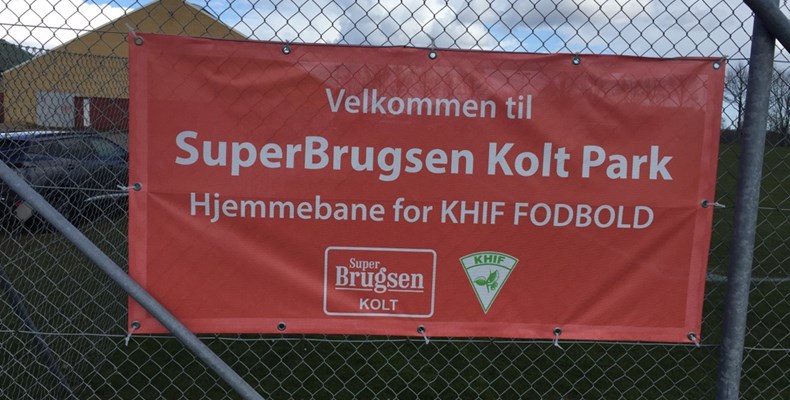 Velkommen til
SuperBrugsen Kolt Park
Hjemmebane for KHIF FODBOLD
Super
Brugsen
KOLT
KHIF